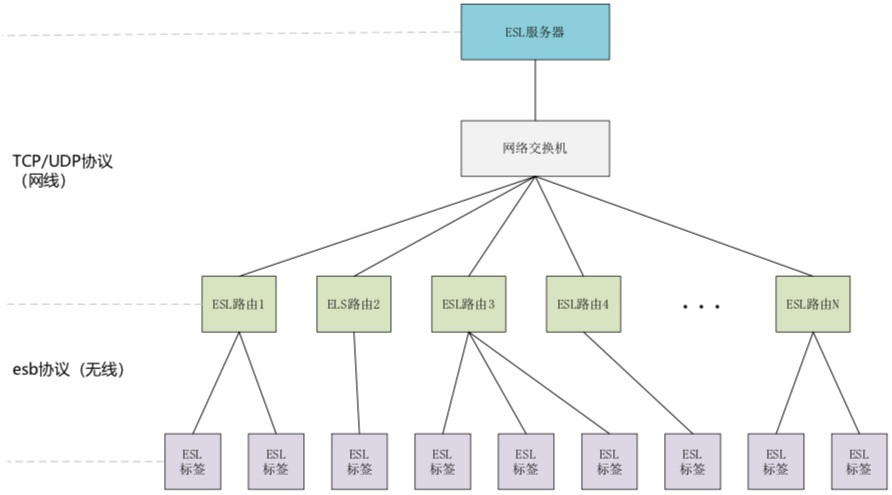 ESL服务器
网络交换机
TCP/UDP协议
（网线）
ESL路由1
ELS路由2
ESL路由3
ESL路由4
...
ESL路由N
esb协议（无线）
ESL
标签
ESL
标签
ESL
标签
ESL
标签
ESL
标签
ESL
标签
ESL
标签
ESL
标签
ESL
标签